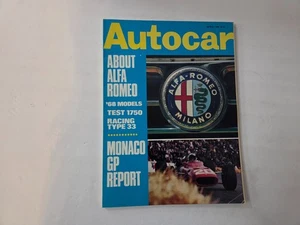 Autocar
ABOUT
ALFA
ROMEO
'68 MODELS
TEST 1750
RACING
TYPE 33
MONACO
GP
REPORT
ALFA-ROMEO
MILANO